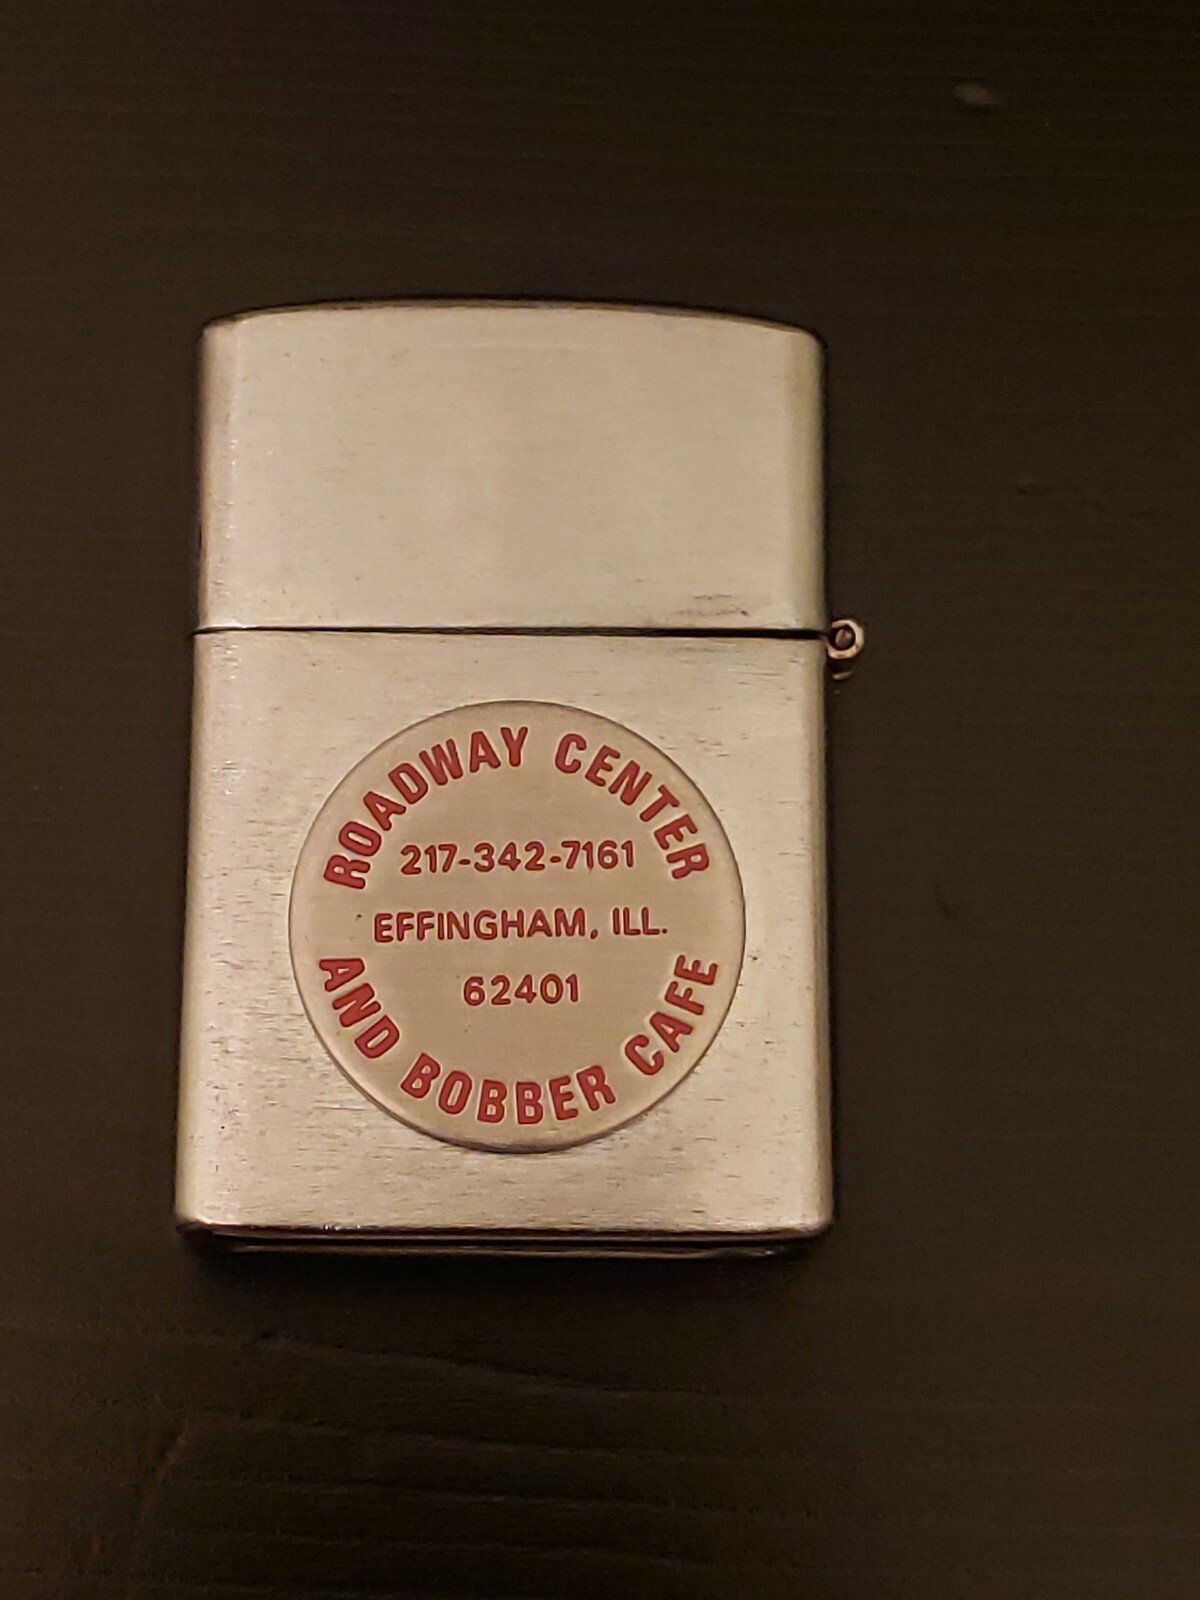 ROADWAY CENTER
217-342-7161
EFFINGHAM, ILL.
62401
AND BOBBER CAFE